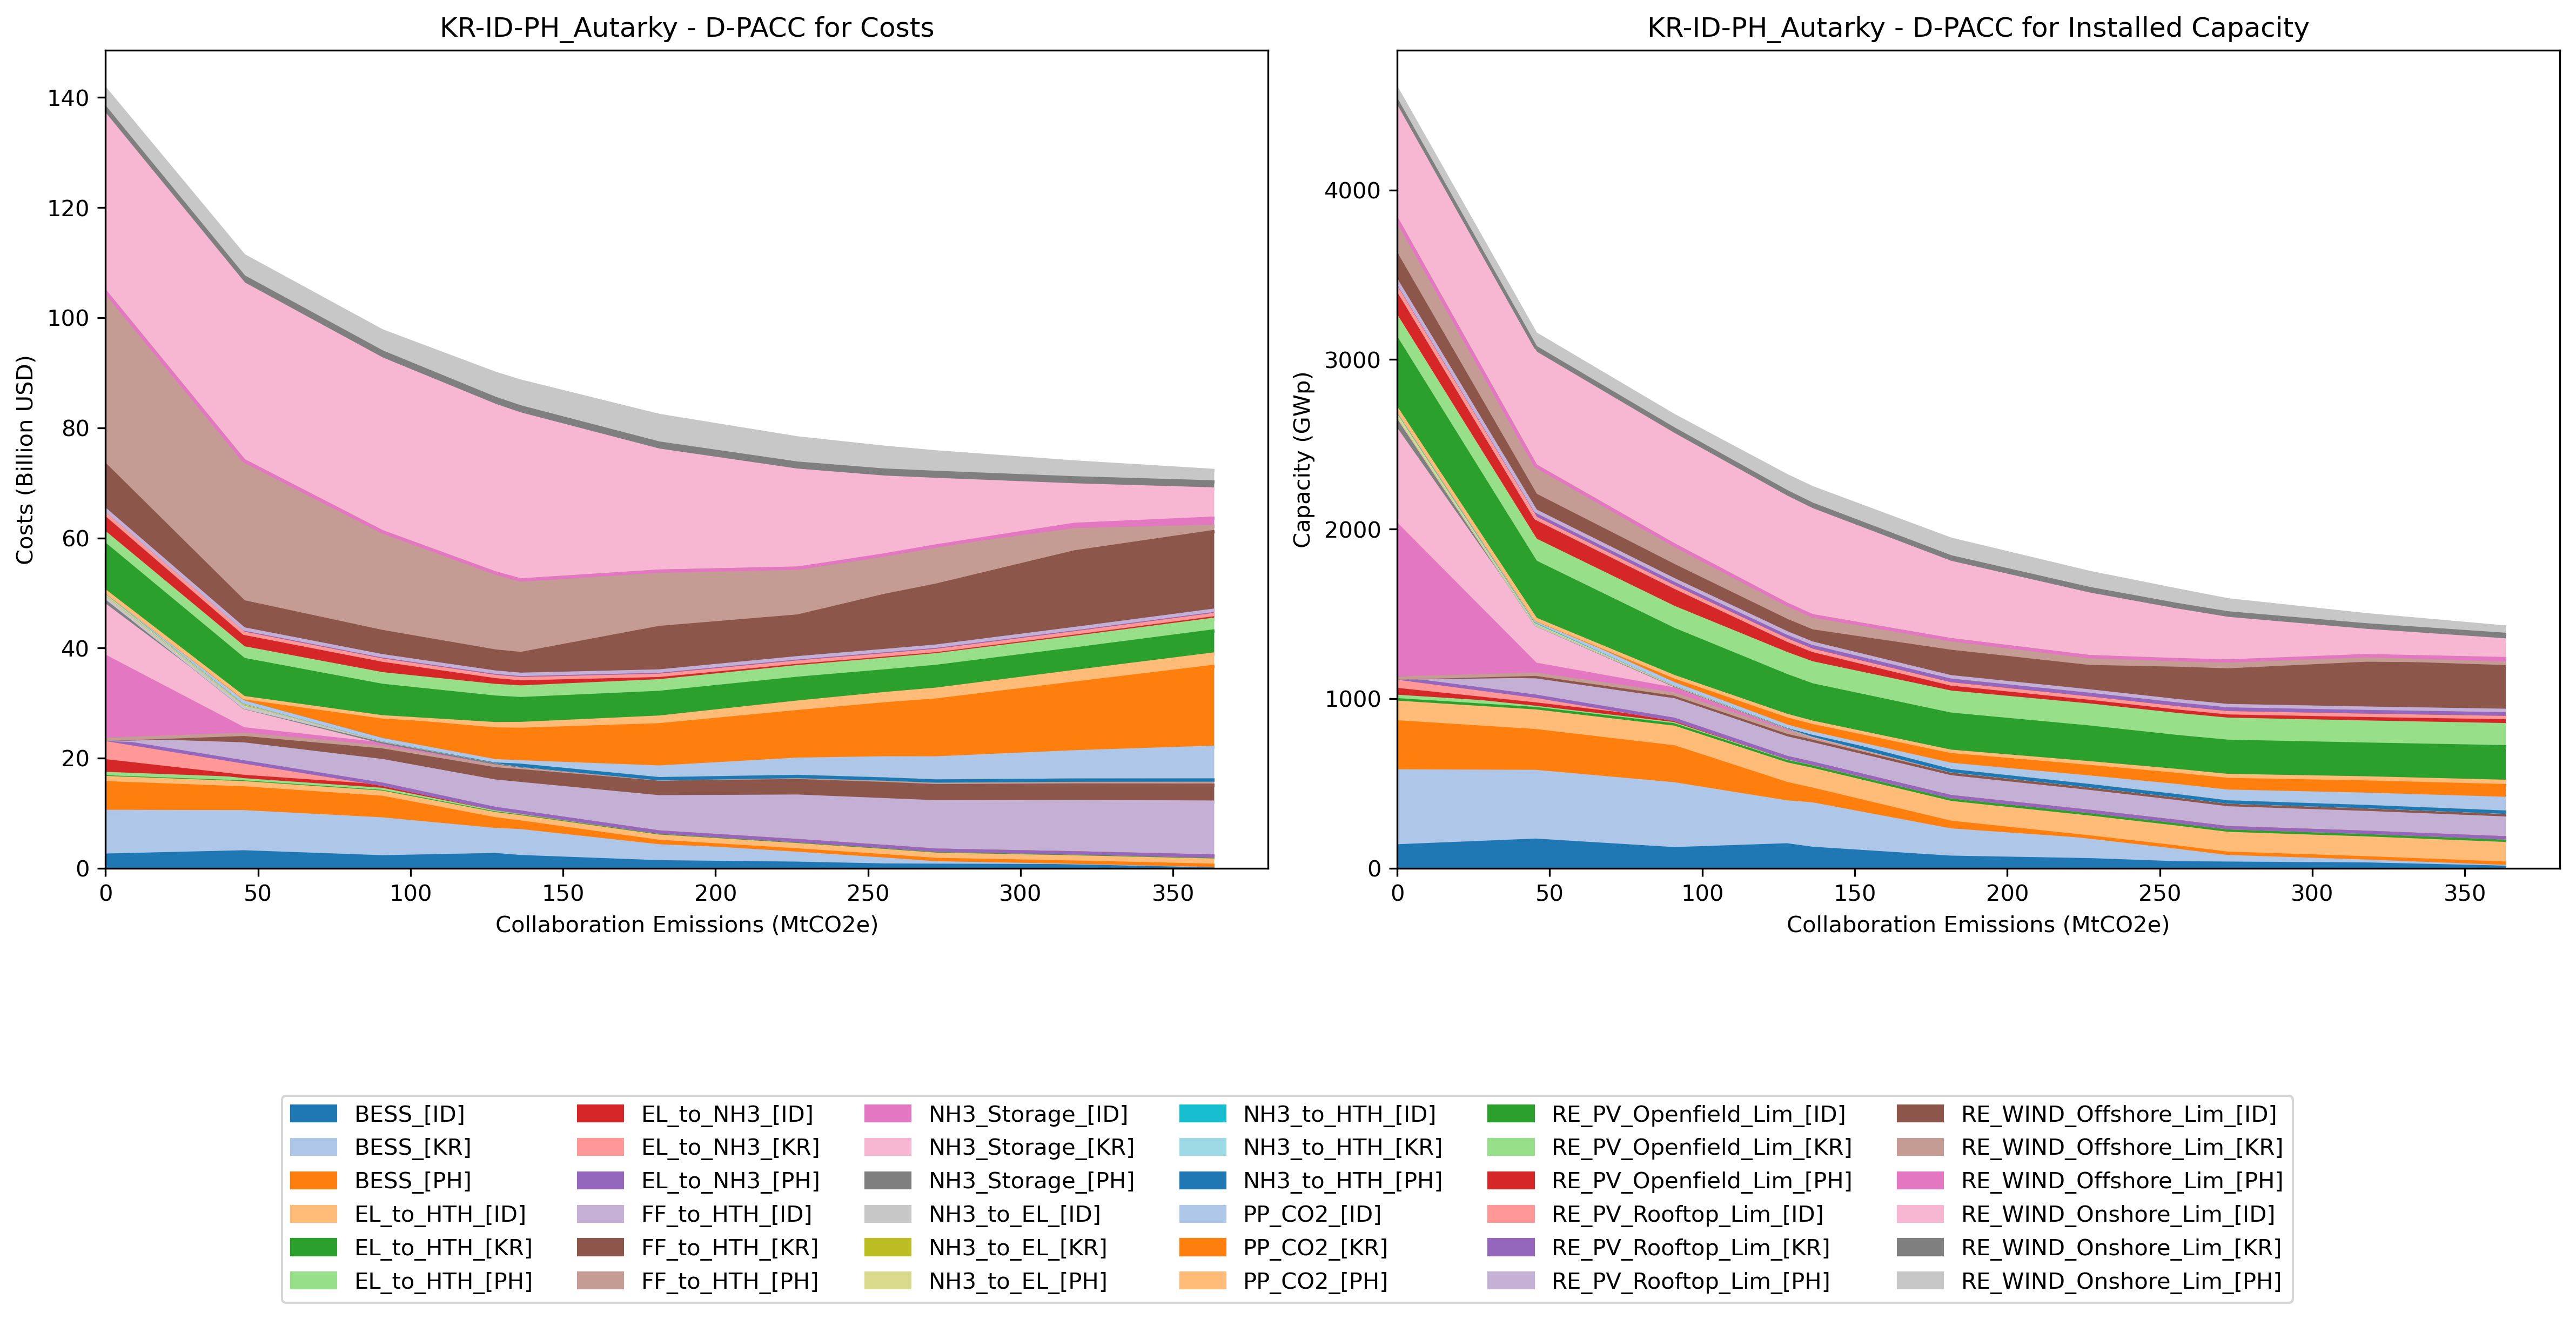 KR-ID-PH_Autarky - D-PACC for Costs
140
120
100
80
60
40
20
0
Costs (Billion USD)
0 50 100 150 200 250 300 350
Collaboration Emissions (MtCO2e)
KR-ID-PH_Autarky - D-PACC for Installed Capacity
4000
3000
2000
1000
0
Capacity (GWp)
0 50 100 150 200 250 300 350
Collaboration Emissions (MtCO2e)
BESS_[ID]
BESS_[KR]
BESS_[PH]
EL_to_HTH_[ID]
EL_to_HTH_[KR]
EL_to_HTH_[PH]
EL_to_NH3_[ID]
EL_to_NH3_[KR]
EL_to_NH3_[PH]
FF_to_HTH_[ID]
FF_to_HTH_[KR]
FF_to_HTH_[PH]
NH3_Storage_[ID]
NH3_Storage_[KR]
NH3_Storage_[PH]
NH3_to_EL_[ID]
NH3_to_EL_[KR]
NH3_to_EL_[PH]
NH3_to_HTH_[ID]
NH3_to_HTH_[KR]
NH3_to_HTH_[PH]
PP_CO2_[ID]
PP_CO2_[KR]
PP_CO2_[PH]
RE_PV_Openfield_Lim_[ID]
RE_PV_Openfield_Lim_[KR]
RE_PV_Openfield_Lim_[PH]
RE_PV_Rooftop_Lim_[ID]
RE_PV_Rooftop_Lim_[KR]
RE_PV_Rooftop_Lim_[PH]
RE_WIND_Offshore_Lim_[ID]
RE_WIND_Offshore_Lim_[KR]
RE_WIND_Offshore_Lim_[PH]
RE_WIND_Onshore_Lim_[ID]
RE_WIND_Onshore_Lim_[KR]
RE_WIND_Onshore_Lim_[PH]